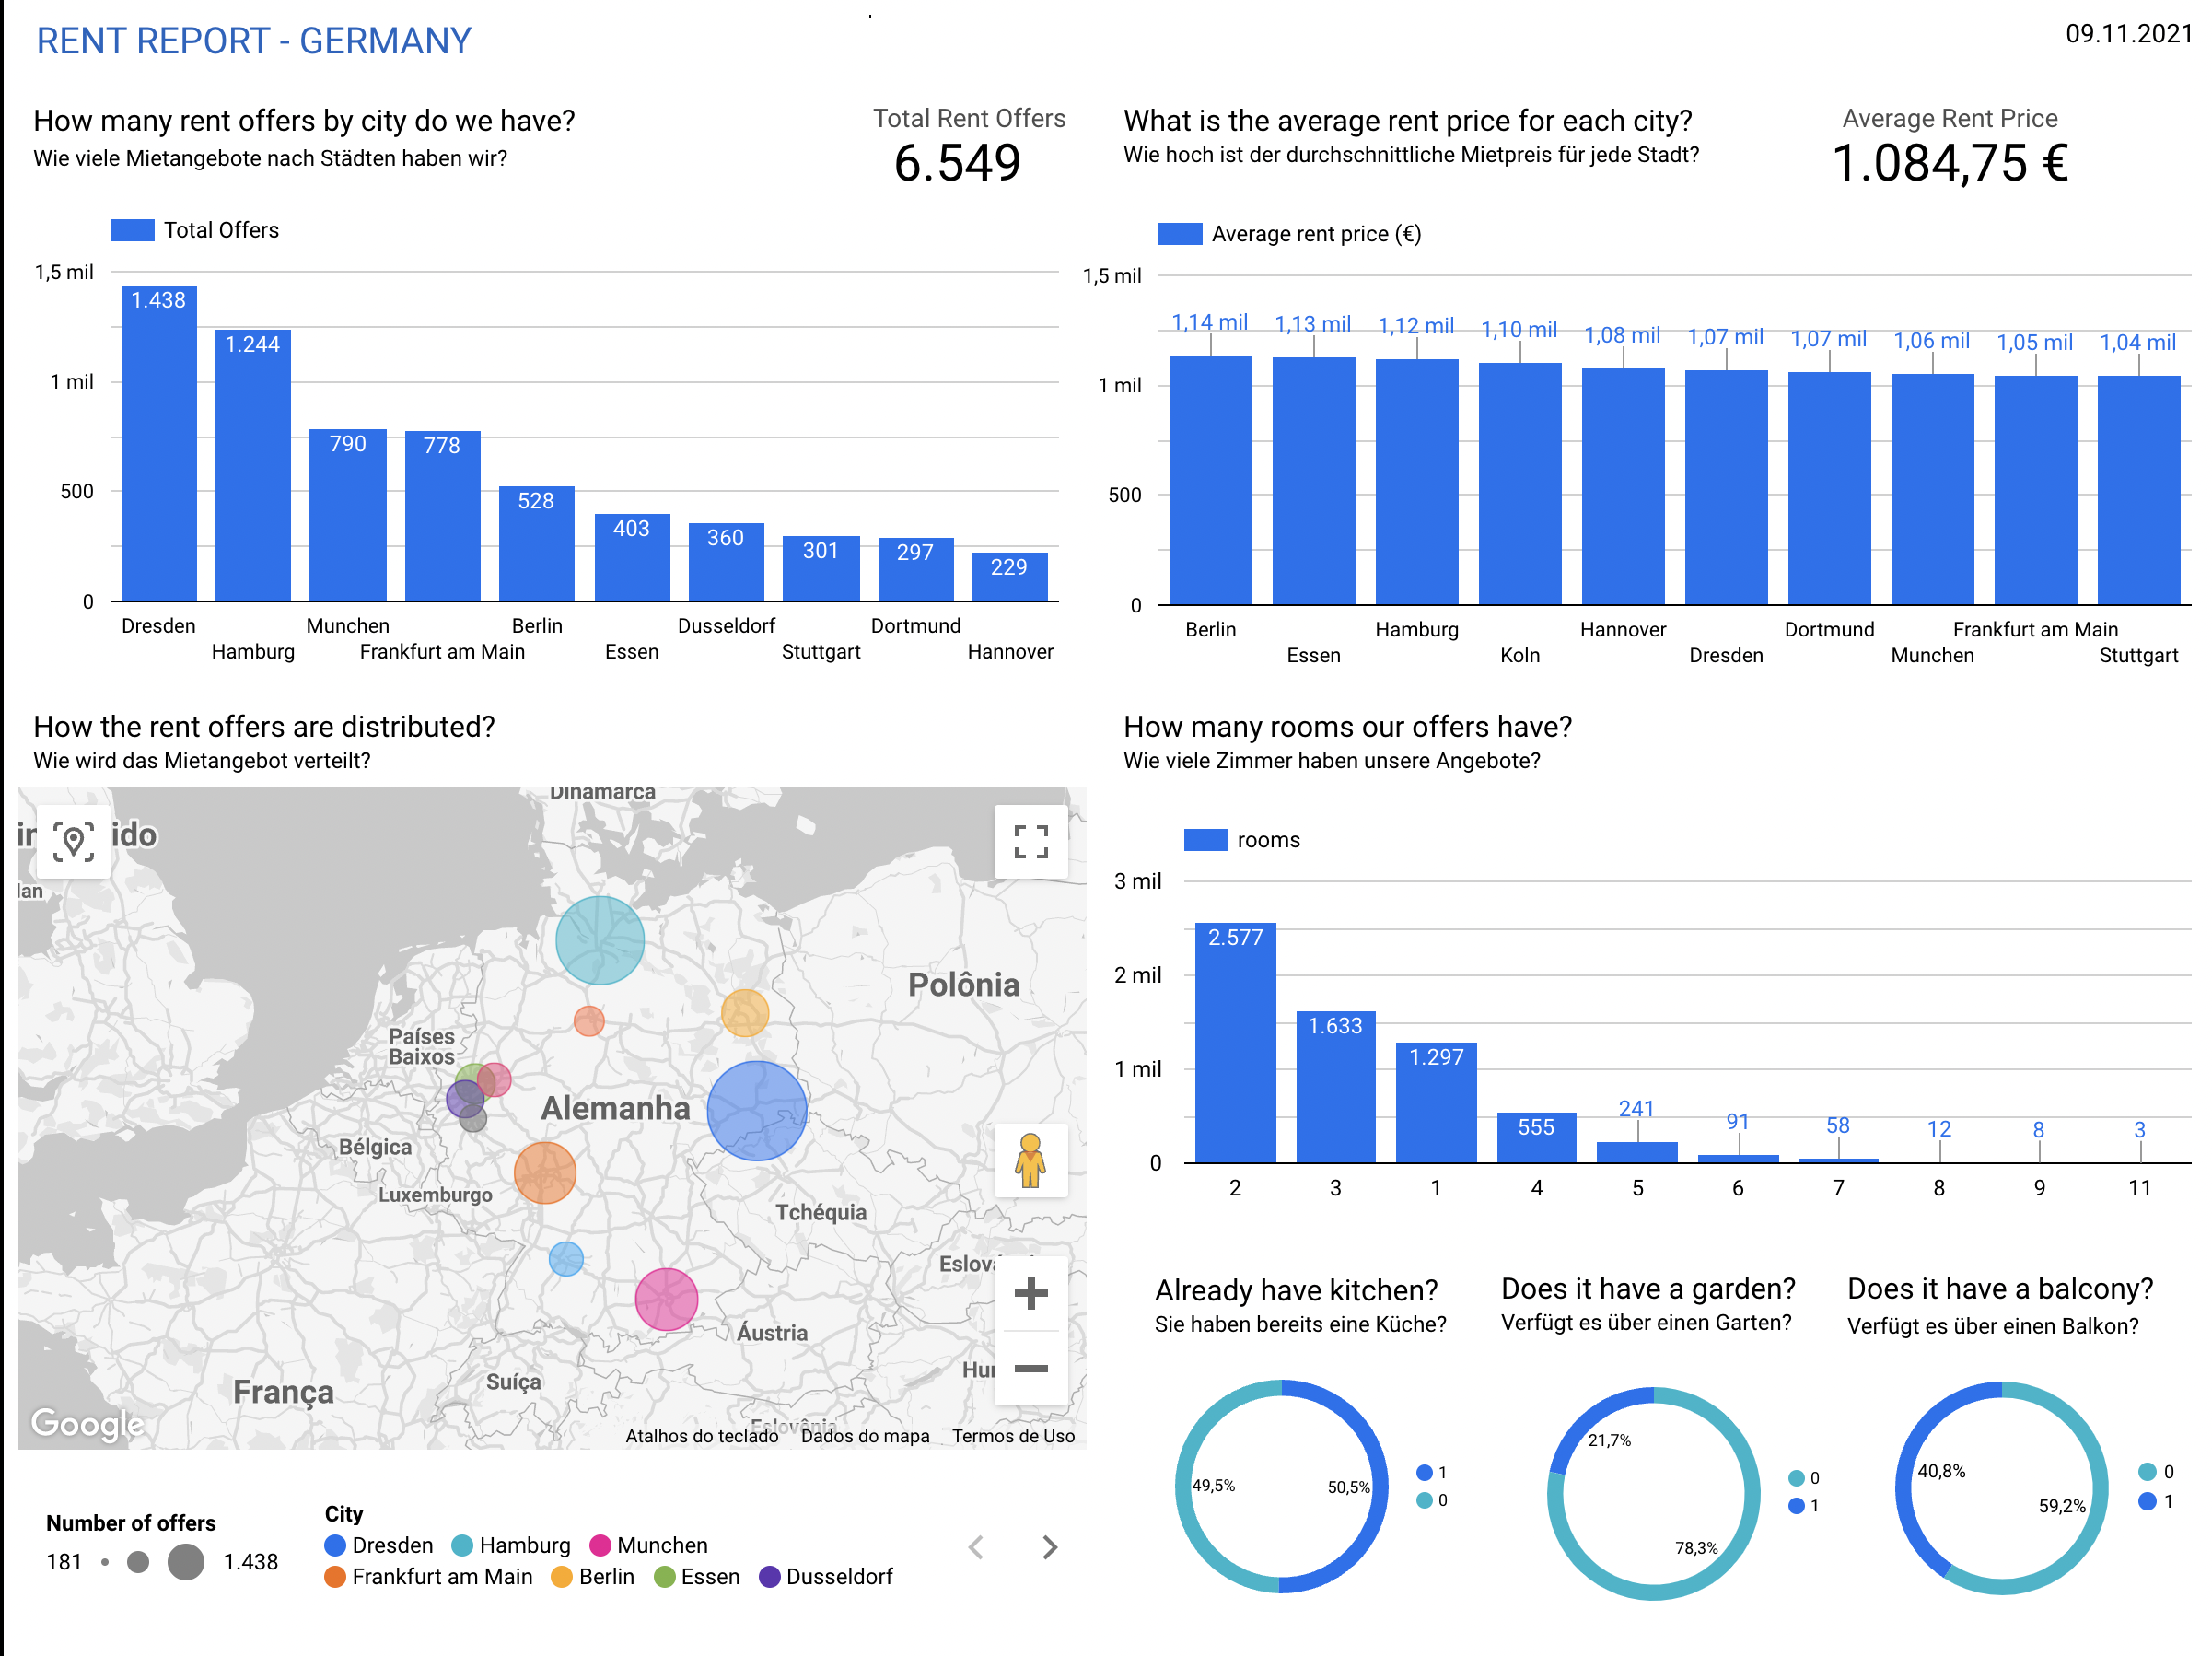 RENT REPORT - GERMANY
09.11.2021
How many rent offers by city do we have?
Wie viele Mietangebote nach Städten haben wir?
Total Rent Offers
6.549
Total Offers
1,5 mil
1 mil
500
0
1.438
1.244
790
778
528
403
360
301
297
229
Dresden
Hamburg
Munchen
Frankfurt am Main
Berlin
Essen
Dusseldorf
Stuttgart
Dortmund
Hannover
What is the average rent price for each city?
Wie hoch ist der durchschnittliche Mietpreis für jede Stadt?
Average Rent Price
1.084,75 €
Average rent price (€)
1,5 mil
1 mil
500
0
1,14 mil
1,13 mil
1,12 mil
1,10 mil
1,08 mil
1,07 mil
1,07 mil
1,06 mil
1,05 mil
1,04 mil
Berlin
Essen
Hamburg
Koln
Hannover
Dresden
Dortmund
Munchen
Frankfurt am Main
Stuttgart
How the rent offers are distributed?
Wie wird das Mietangebot verteilt?
Dinamarca
ido
Polônia
Países
Baixos
Alemanha
Bélgica
Luxemburgo
Tchéquia
Áustria
Suíça
França
Eslovênia
Google
Atalhos do teclado
Dados do mapa
Termos de Uso
Number of offers
181
1.438
City
Dresden
Hamburg
Munchen
Frankfurt am Main
Berlin
Essen
Dusseldorf
How many rooms our offers have?
Wie viele Zimmer haben unsere Angebote?
rooms
3 mil
2 mil
1 mil
0
2.577
1.633
1.297
555
241
91
58
12
8
3
2
3
1
4
5
6
7
8
9
11
Already have kitchen?
Sie haben bereits eine Küche?
49,5%
50,5%
1
0
Does it have a garden?
Verfügt es über einen Garten?
21,7%
78,3%
0
1
Does it have a balcony?
Verfügt es über einen Balkon?
40,8%
59,2%
0
1